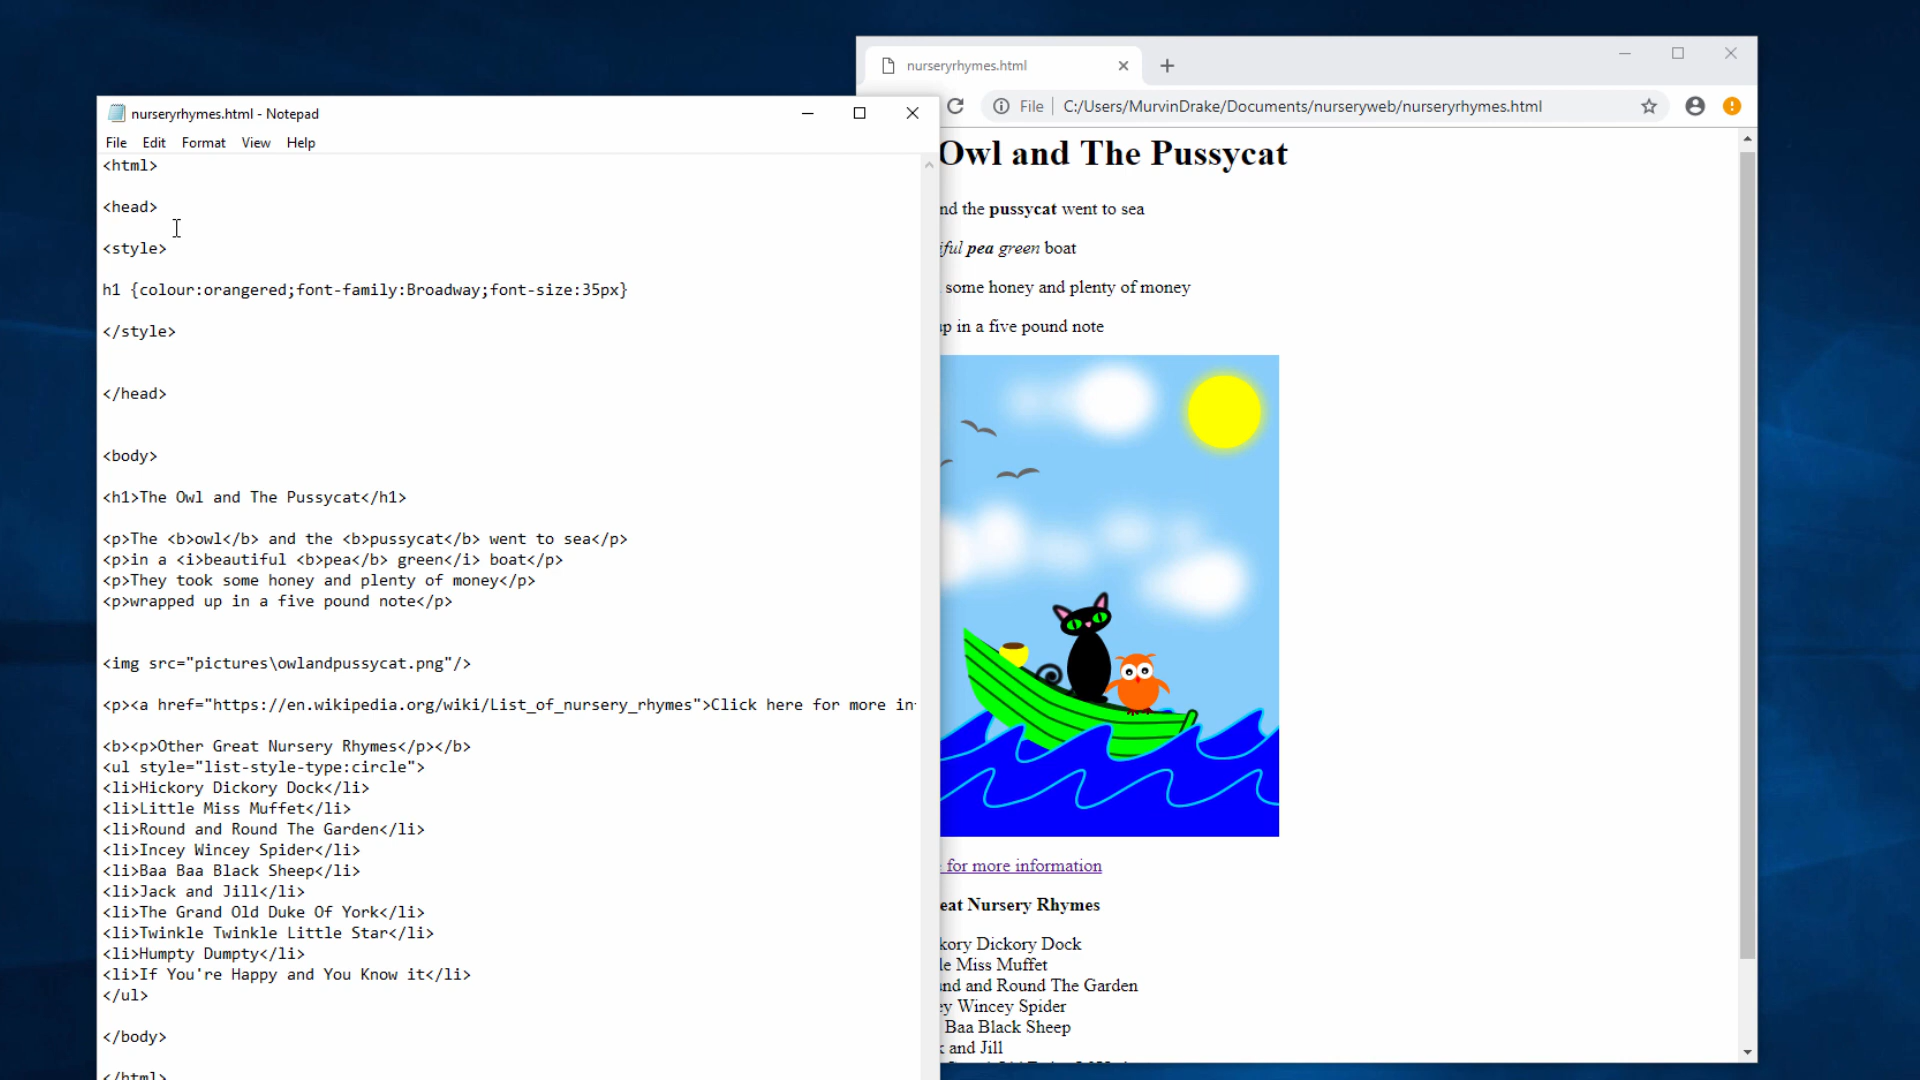 nurseryrhymes.html - Notepad
File Edit Format View Help
<html>
<head>
<style>
h1 {colour:orangered;font-family:Broadway;font-size:35px}
</style>
</head>
<body>
<h1>The Owl and The Pussycat</h1>
<p>The <b>owl</b> and the <b>pussycat</b> went to sea</p>
<p>in a <i>beautiful <b>pea</b> green</i> boat</p>
<p>They took some honey and plenty of money</p>
<p>wrapped up in a five pound note</p>
<img src="pictures\owlandpussycat.png"/>
<p><a href="https://en.wikipedia.org/wiki/List_of_nursery_rhymes">Click here for more in
<b><p>Other Great Nursery Rhymes</p></b>
<ul style="list-style-type:circle">
<li>Hickory Dickory Dock</li>
<li>Little Miss Muffet</li>
<li>Round and Round The Garden</li>
<li>Incey Wincey Spider</li>
<li>Baa Baa Black Sheep</li>
<li>Jack and Jill</li>
<li>The Grand Old Duke Of York</li>
<li>Twinkle Twinkle Little Star</li>
<li>Humpty Dumpty</li>
<li>If You're Happy and You Know it</li>
</ul>
</body>
</html>
nurseryrhymes.html
File C:/Users/MurvinDrake/Documents/nurseryweb/nurseryrhymes.html
Owl and The Pussycat
nd the pussycat went to sea
iful pea green boat
some honey and plenty of money
up in a five pound note
for more information
eat Nursery Rhymes
kory Dickory Dock
le Miss Muffet
und and Round The Garden
ey Wincey Spider
Baa Black Sheep
k and Jill